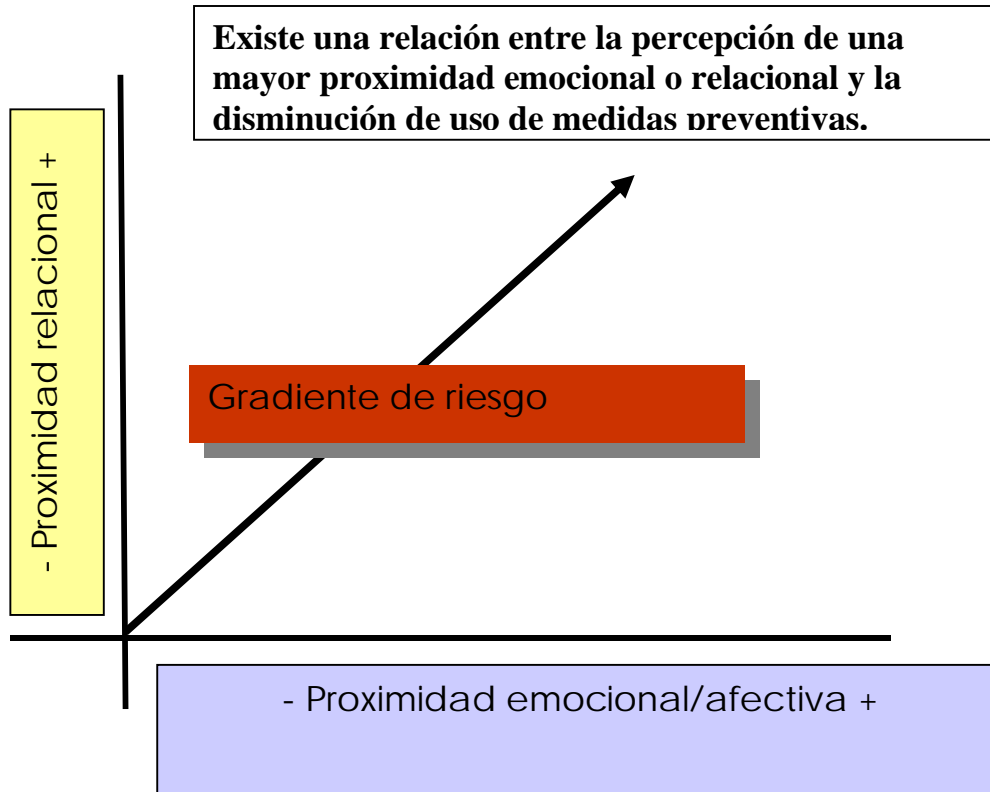 Existe una relación entre la percepción de una
mayor proximidad emocional o relacional y la
disminución de uso de medidas preventivas.
- Proximidad relacional +
Gradiente de riesgo
- Proximidad emocional/afectiva +